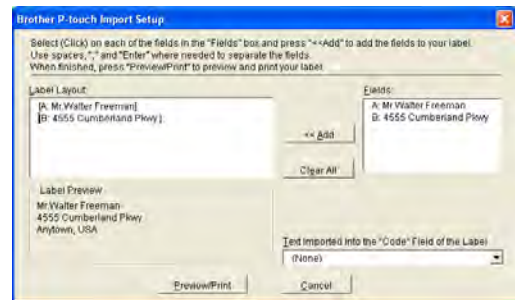 Brother P-touch Import Setup
Select (Click) on each of the fields in the "Fields" box and press "<<Add" to add the fields to your label.
Use spaces, "," and "Enter" where needed to separate the fields.
When finished, press "Preview/Print" to preview and print your label.
Label Layout:
[A: Mr.Walter Freeman]
[B: 4555 Cumberland Pkwy]
Fields:
A: Mr.Walter Freeman
B: 4555 Cumberland Pkwy
<< Add
Clear All
Label Preview
Mr.Walter Freeman
4555 Cumberland Pkwy
Anytown, USA
Text Imported into the "Code" Field of the Label
(None)
Preview/Print
Cancel